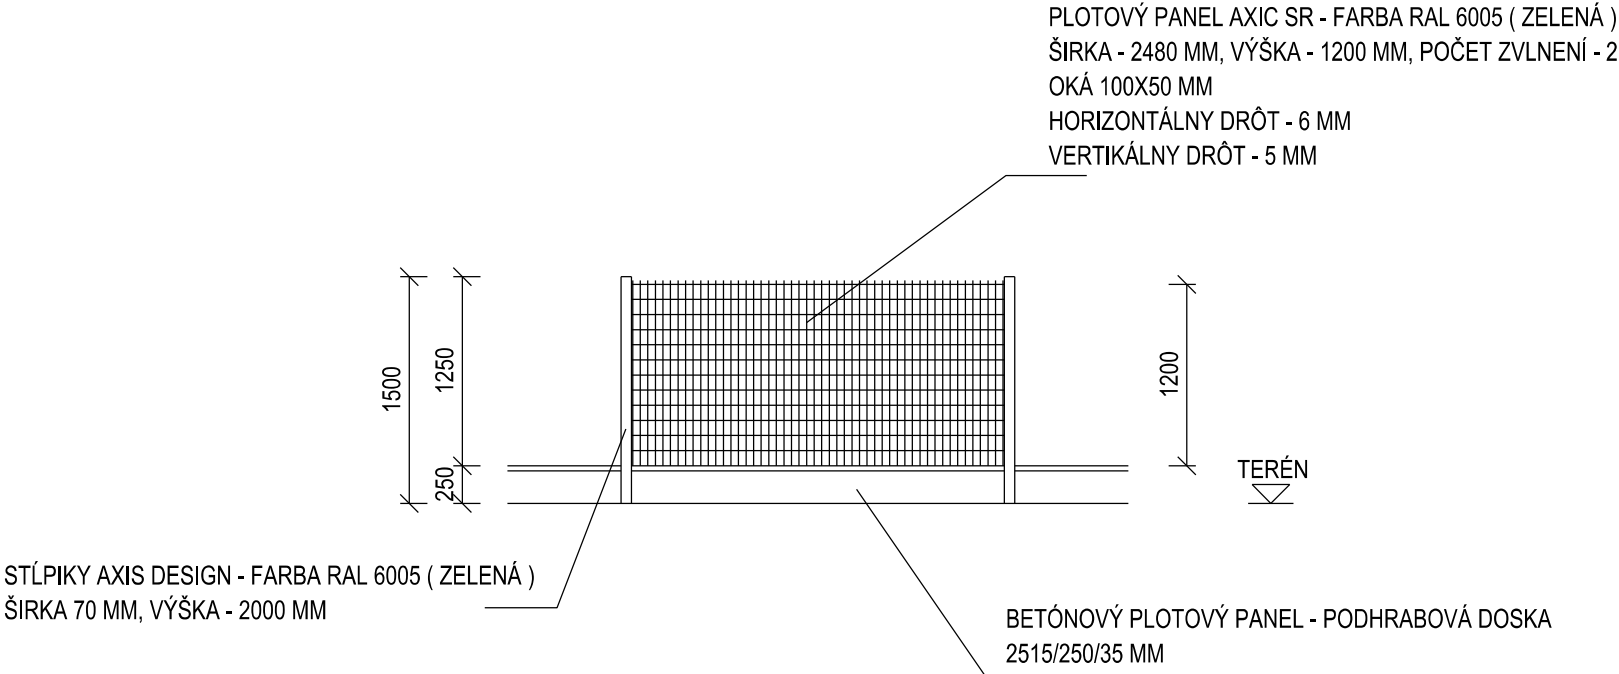 PLOTOVÝ PANEL AXIC SR - FARBA RAL 6005 ( ZELENÁ )
ŠIRKA - 2480 MM, VÝŠKA - 1200 MM, POČET ZVLNENÍ - 2
OKÁ 100X50 MM
HORIZONTÁLNY DRÔT - 6 MM
VERTIKÁLNY DRÔT - 5 MM
1500
1250
250
1200
TERÉN
STĹPIKY AXIS DESIGN - FARBA RAL 6005 ( ZELENÁ )
ŠIRKA 70 MM, VÝŠKA - 2000 MM
BETÓNOVÝ PLOTOVÝ PANEL - PODHRABOVÁ DOSKA
2515/250/35 MM